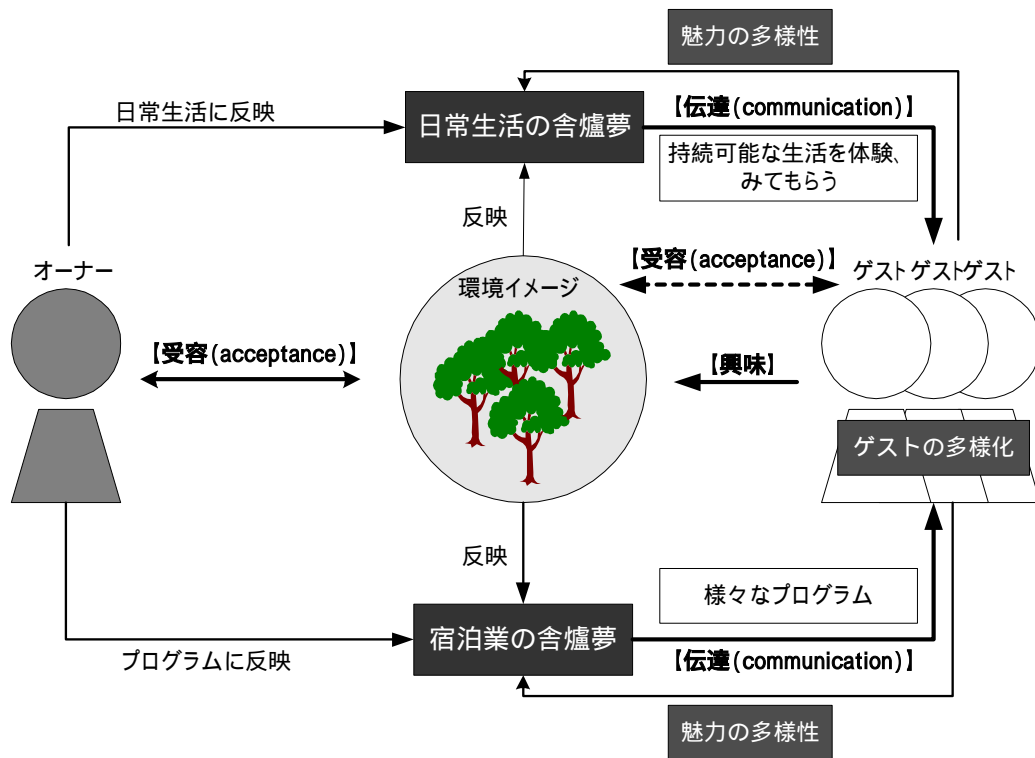 魅力の多様性
日常生活に反映
日常生活の舎爐夢
【伝達(communication)】
持続可能な生活を体験、
みてもらう
反映
オーナー
環境イメージ
【受容(acceptance)】
ゲスト ゲスト ゲスト
【受容(acceptance)】
【興味】
ゲストの多様化
反映
様々なプログラム
宿泊業の舎爐夢
プログラムに反映
【伝達(communication)】
魅力の多様性